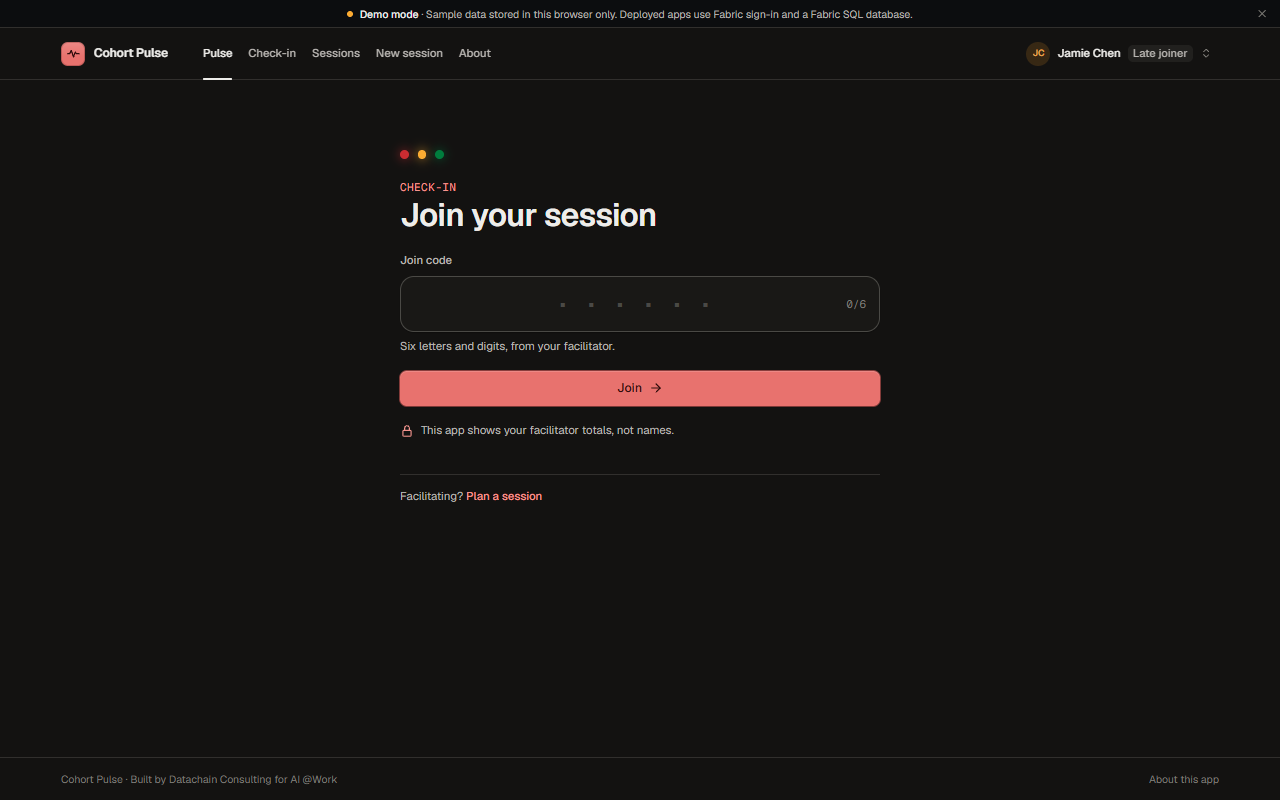 Demo mode · Sample data stored in this browser only. Deployed apps use Fabric sign-in and a Fabric SQL database.
Cohort Pulse
Pulse
Check-in
Sessions
New session
About
JC
Jamie Chen
Late joiner
CHECK-IN
Join your session
Join code
0/6
Six letters and digits, from your facilitator.
Join →
This app shows your facilitator totals, not names.
Facilitating? Plan a session
Cohort Pulse · Built by Datachain Consulting for AI @Work
About this app